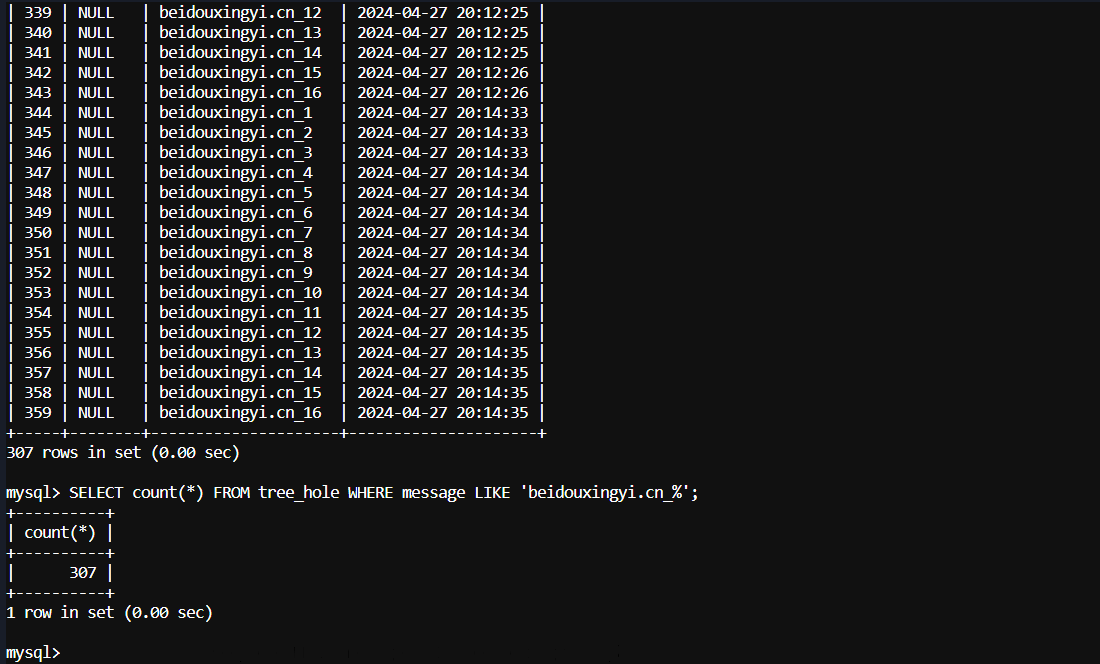 | 339 | NULL   | beidouxingyi.cn_12  | 2024-04-27 20:12:25 |
| 340 | NULL   | beidouxingyi.cn_13  | 2024-04-27 20:12:25 |
| 341 | NULL   | beidouxingyi.cn_14  | 2024-04-27 20:12:25 |
| 342 | NULL   | beidouxingyi.cn_15  | 2024-04-27 20:12:26 |
| 343 | NULL   | beidouxingyi.cn_16  | 2024-04-27 20:12:26 |
| 344 | NULL   | beidouxingyi.cn_1   | 2024-04-27 20:14:33 |
| 345 | NULL   | beidouxingyi.cn_2   | 2024-04-27 20:14:33 |
| 346 | NULL   | beidouxingyi.cn_3   | 2024-04-27 20:14:33 |
| 347 | NULL   | beidouxingyi.cn_4   | 2024-04-27 20:14:34 |
| 348 | NULL   | beidouxingyi.cn_5   | 2024-04-27 20:14:34 |
| 349 | NULL   | beidouxingyi.cn_6   | 2024-04-27 20:14:34 |
| 350 | NULL   | beidouxingyi.cn_7   | 2024-04-27 20:14:34 |
| 351 | NULL   | beidouxingyi.cn_8   | 2024-04-27 20:14:34 |
| 352 | NULL   | beidouxingyi.cn_9   | 2024-04-27 20:14:34 |
| 353 | NULL   | beidouxingyi.cn_10  | 2024-04-27 20:14:34 |
| 354 | NULL   | beidouxingyi.cn_11  | 2024-04-27 20:14:35 |
| 355 | NULL   | beidouxingyi.cn_12  | 2024-04-27 20:14:35 |
| 356 | NULL   | beidouxingyi.cn_13  | 2024-04-27 20:14:35 |
| 357 | NULL   | beidouxingyi.cn_14  | 2024-04-27 20:14:35 |
| 358 | NULL   | beidouxingyi.cn_15  | 2024-04-27 20:14:35 |
| 359 | NULL   | beidouxingyi.cn_16  | 2024-04-27 20:14:35 |
+-----+--------+---------------------+---------------------+
307 rows in set (0.00 sec)

mysql> SELECT count(*) FROM tree_hole WHERE message LIKE 'beidouxingyi.cn_%';
+----------+
| count(*) |
+----------+
|      307 |
+----------+
1 row in set (0.00 sec)

mysql>